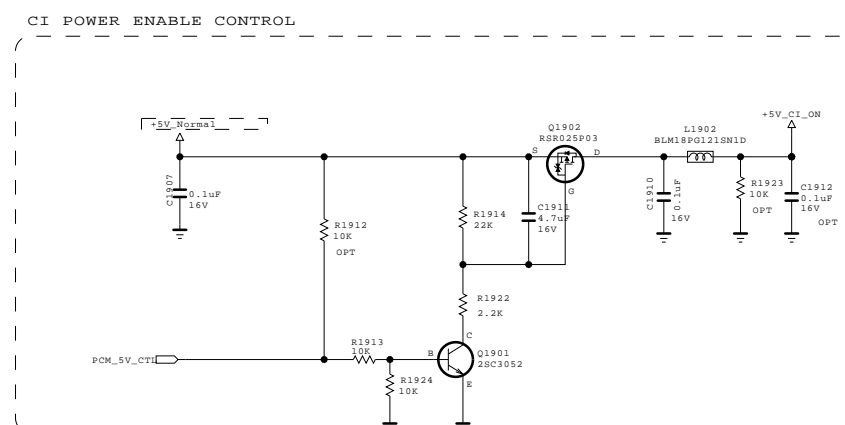 CI POWER ENABLE CONTROL
+5V_Normal
+5V_CI_ON
Q1902
RSR025P03
L1902
BLM18PG121SN1D
S
D
G
C1907
0.1uF
16V
R1912
10K
OPT
R1914
22K
C1911
4.7uF
16V
C1910
0.1uF
16V
R1923
10K
OPT
C1912
0.1uF
16V
OPT
R1922
2.2K
PCM_5V_CTL
R1913
10K
B
C
E
Q1901
2SC3052
R1924
10K